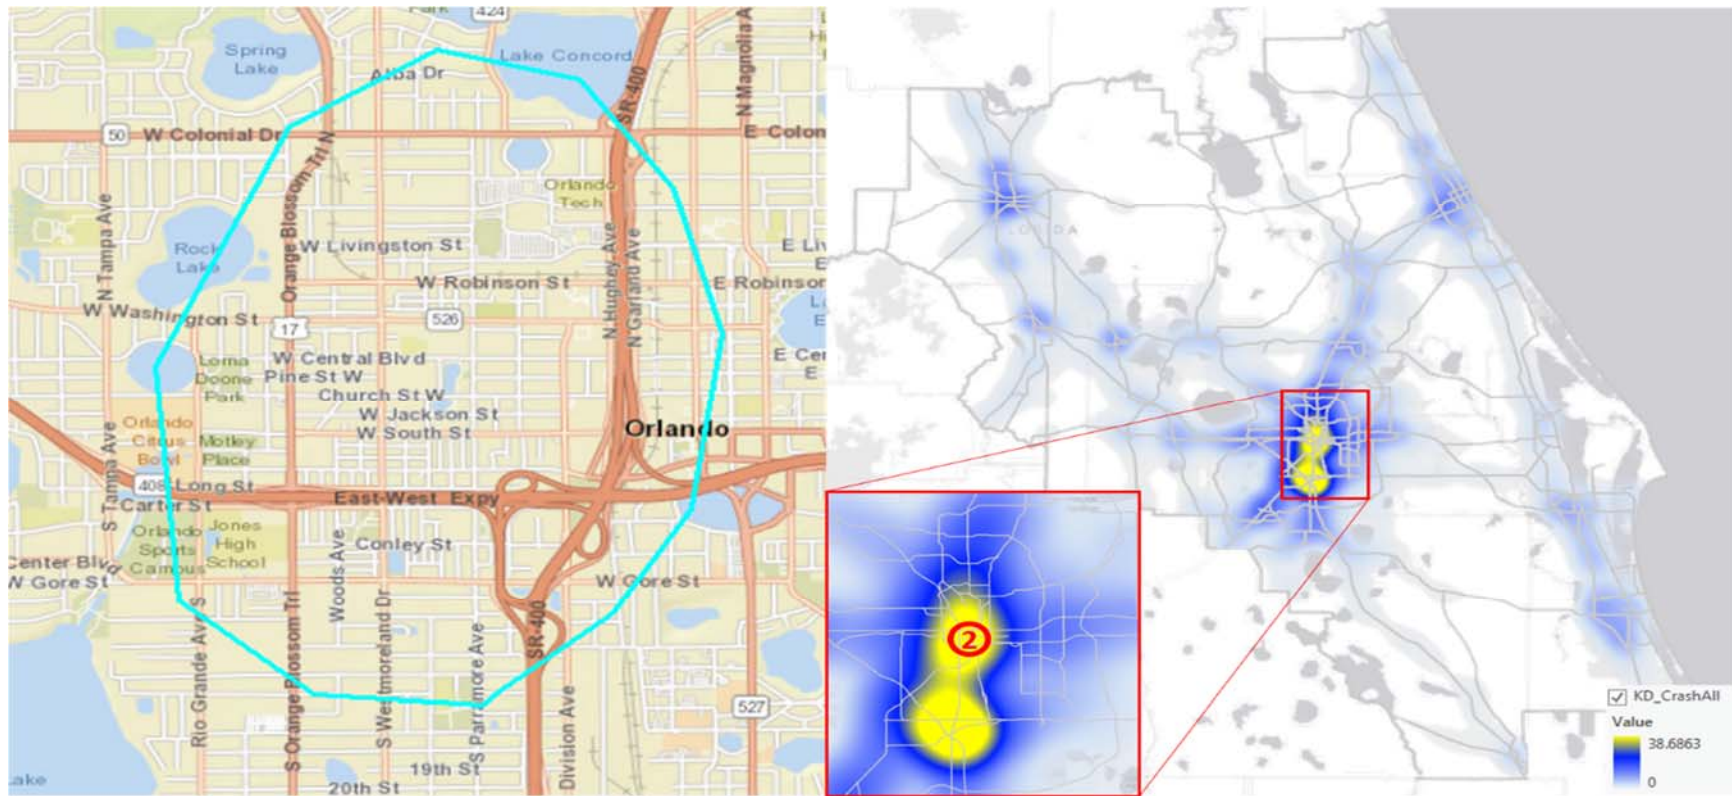 424
Spring
Lake
Lake Concord
Alba Dr
SR-400
N Magnolia A
50
W Colonial Dr
E Colon
Orange Blossom Trl N
Orlando
Tech
N Tampa Ave
Rock
Lake
W Livingston St
E Liv
N Hughey Ave
N Garland Ave
W Robinson St
E Robinson
W Washington St
17
526
Lorna
Doone
Park
W Central Blvd
Pine St W
Church St W
W Jackson St
W South St
E Cen
E
Orlando
Orlando
Citrus
Bowl
Motley
Place
S Tampa Ave
408
Long St
Carter St
East-West Expy
Orlando
Sports
Campus
Jones
High
School
Woods Ave
Conley St
Center Blvd
W Gore St
W Gore St
Rio Grande Ave S
S Orange Blossom Trl
S Westmoreland Dr
S Parramore Ave
SR-400
Division Ave
527
19th St
20th St
Lake
2
KD_CrashAll
Value
38.6863
0